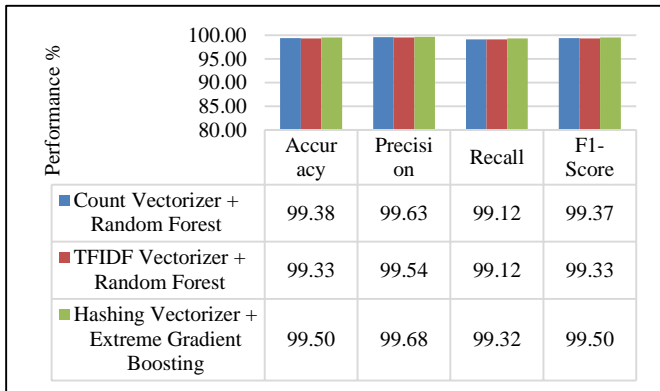 Performance %
100.00
95.00
90.00
85.00
80.00
Accur
acy
Precisi
on
Recall
F1-
Score
Count Vectorizer +
Random Forest
99.38
99.63
99.12
99.37
TFIDF Vectorizer +
Random Forest
99.33
99.54
99.12
99.33
Hashing Vectorizer +
Extreme Gradient
Boosting
99.50
99.68
99.32
99.50